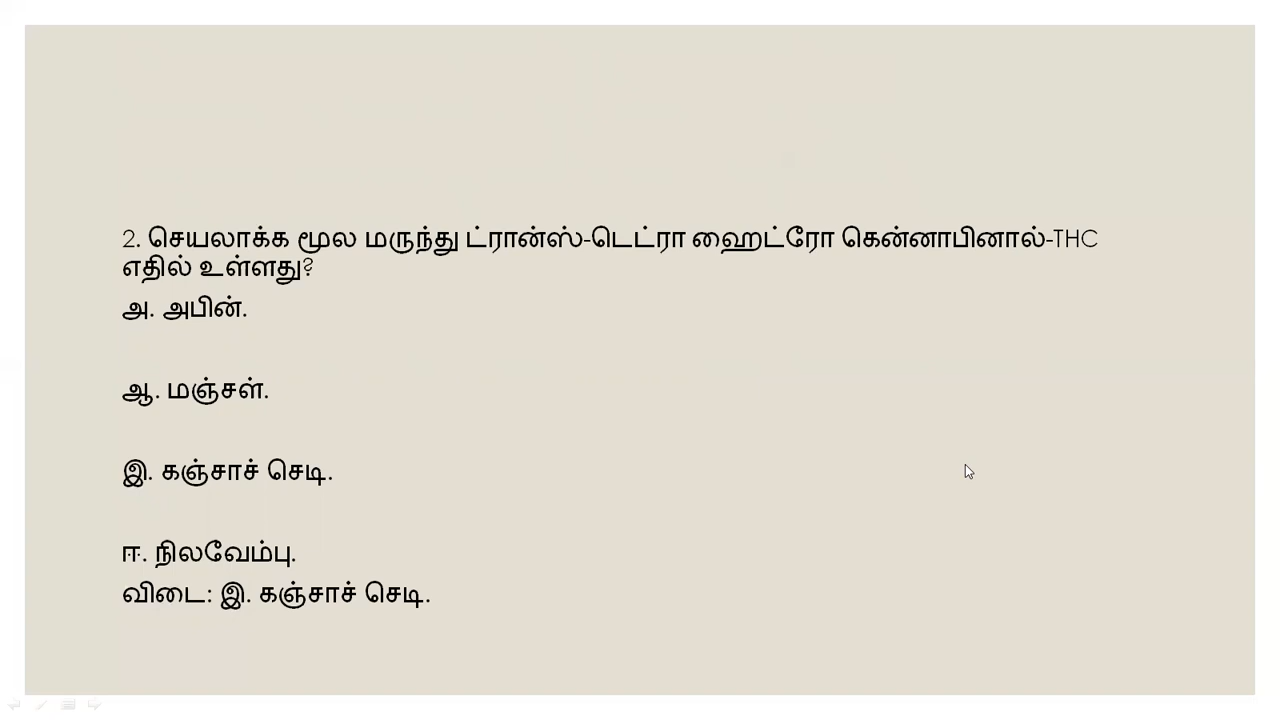 2. செயலாக்க மூல மருந்து ட்ரான்ஸ்-டெட்ரா ஹைட்ரோ கென்னாபினால்-THC
எதில் உள்ளது?
அ. அபின்.
ஆ. மஞ்சள்.
இ. கஞ்சாச் செடி.
ஈ. நிலவேம்பு.
விடை: இ. கஞ்சாச் செடி.